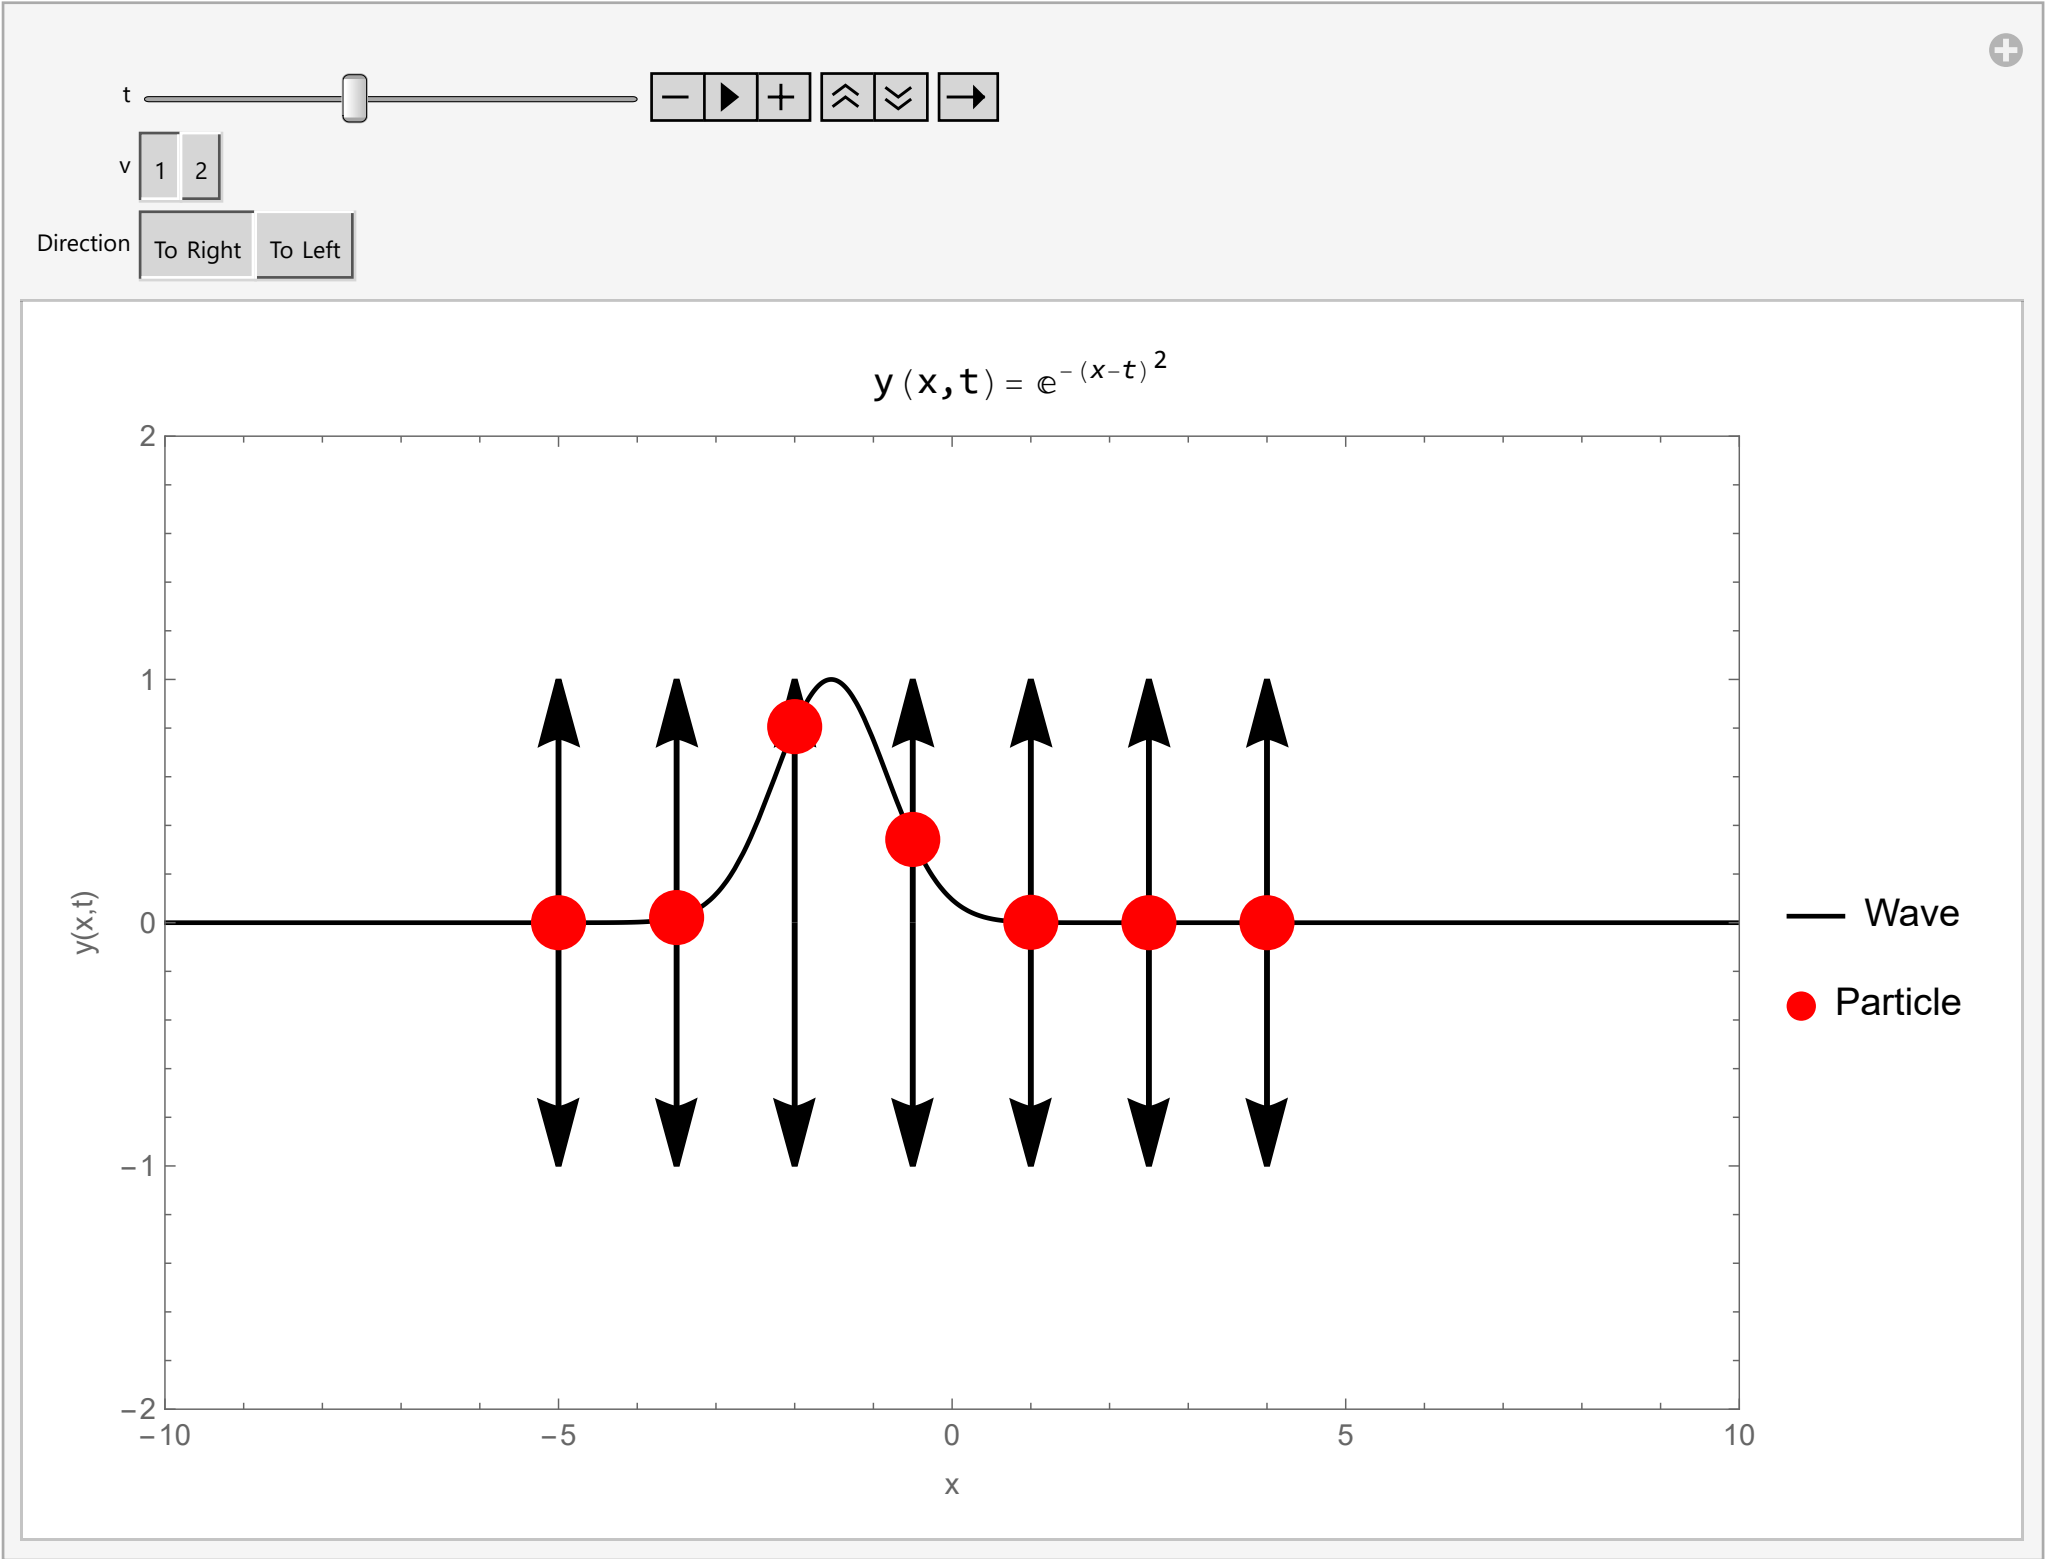 t
v 1 2
Direction To Right To Left
y(x,t)= ⅇ^-(x-t)^2
2
1
0
−1
−2
y(x,t)
−10 −5 0 5 10
x
Wave
Particle